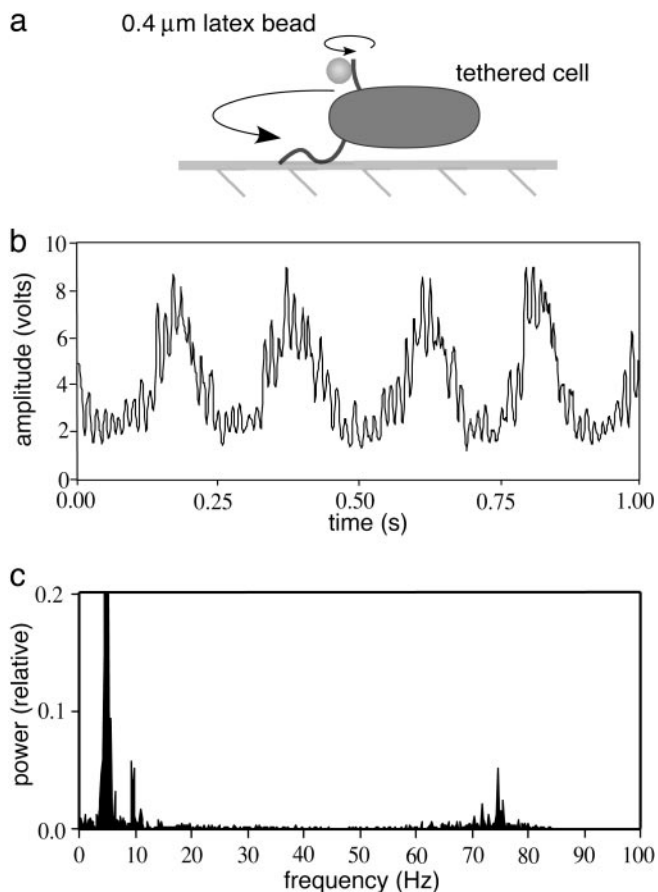 a
0.4 μm latex bead
tethered cell
b
10
8
6
4
2
0
amplitude (volts)
0.00 0.25 0.50 0.75 1.00
time (s)
c
0.2
0.1
0.0
power (relative)
0 10 20 30 40 50 60 70 80 90 100
frequency (Hz)